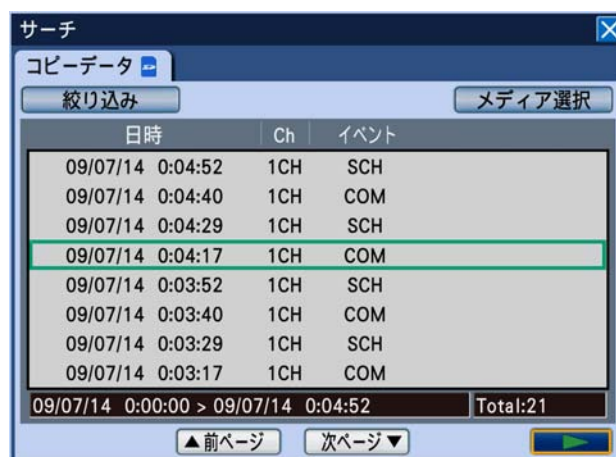 サーチ
コピーデータ
絞り込み メディア選択
日時 Ch イベント
09/07/14 0:04:52 1CH SCH
09/07/14 0:04:40 1CH COM
09/07/14 0:04:29 1CH SCH
09/07/14 0:04:17 1CH COM
09/07/14 0:03:52 1CH SCH
09/07/14 0:03:40 1CH COM
09/07/14 0:03:29 1CH SCH
09/07/14 0:03:17 1CH COM
09/07/14 0:00:00 > 09/07/14 0:04:52 Total:21
▲前ページ 次ページ▼